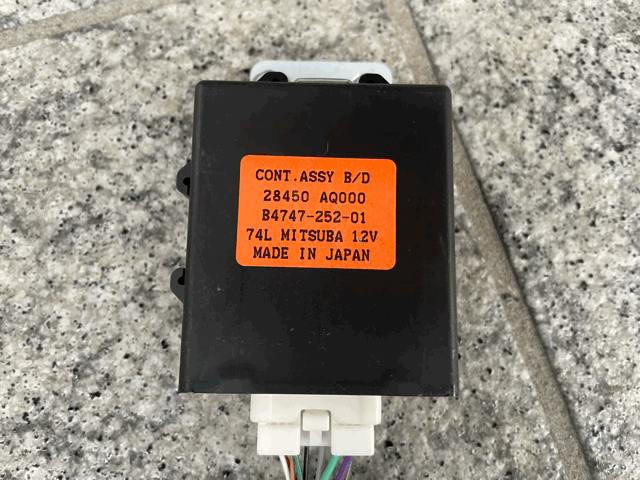 CONT.ASSY B/D
28450 AQ000
B4747-252-01
74L MITSUBA 12V
MADE IN JAPAN